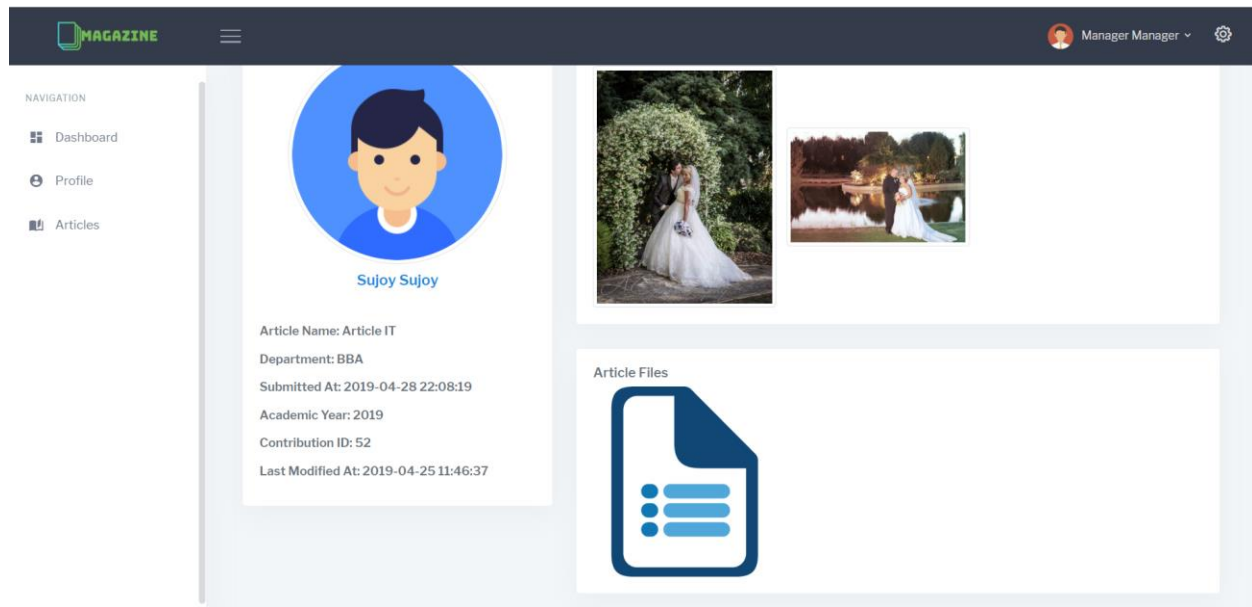 MAGAZINE
Manager Manager
NAVIGATION
Dashboard
Profile
Articles
Sujoy Sujoy
Article Name: Article IT
Department: BBA
Submitted At: 2019-04-28 22:08:19
Academic Year: 2019
Contribution ID: 52
Last Modified At: 2019-04-25 11:46:37
Article Files